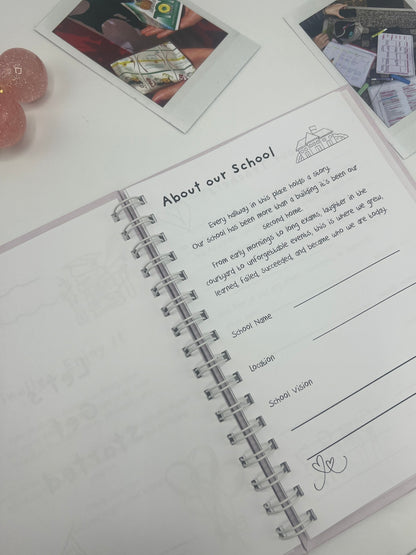 About our School
Every hallway in this place holds a story.
Our school has been more than a building it's been our
second home.
From early mornings to long exams, laughter in the
courtyard to unforgettable events, this is where we grew,
learned, failed, succeeded, and became who we are today.
School Name
Location
School Vision